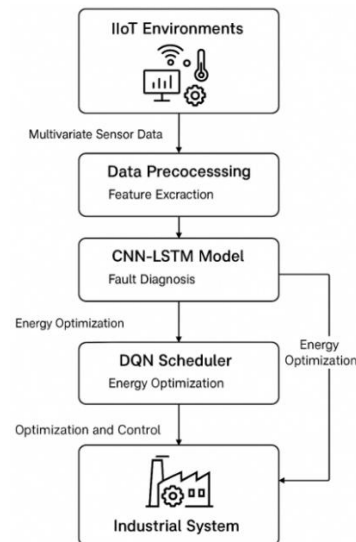 IIoT Environments
Multivariate Sensor Data
Data Precocesssing
Feature Excraction
CNN-LSTM Model
Fault Diagnosis
Energy Optimization
Energy
Optimization
DQN Scheduler
Energy Optimization
Optimization and Control
Industrial System